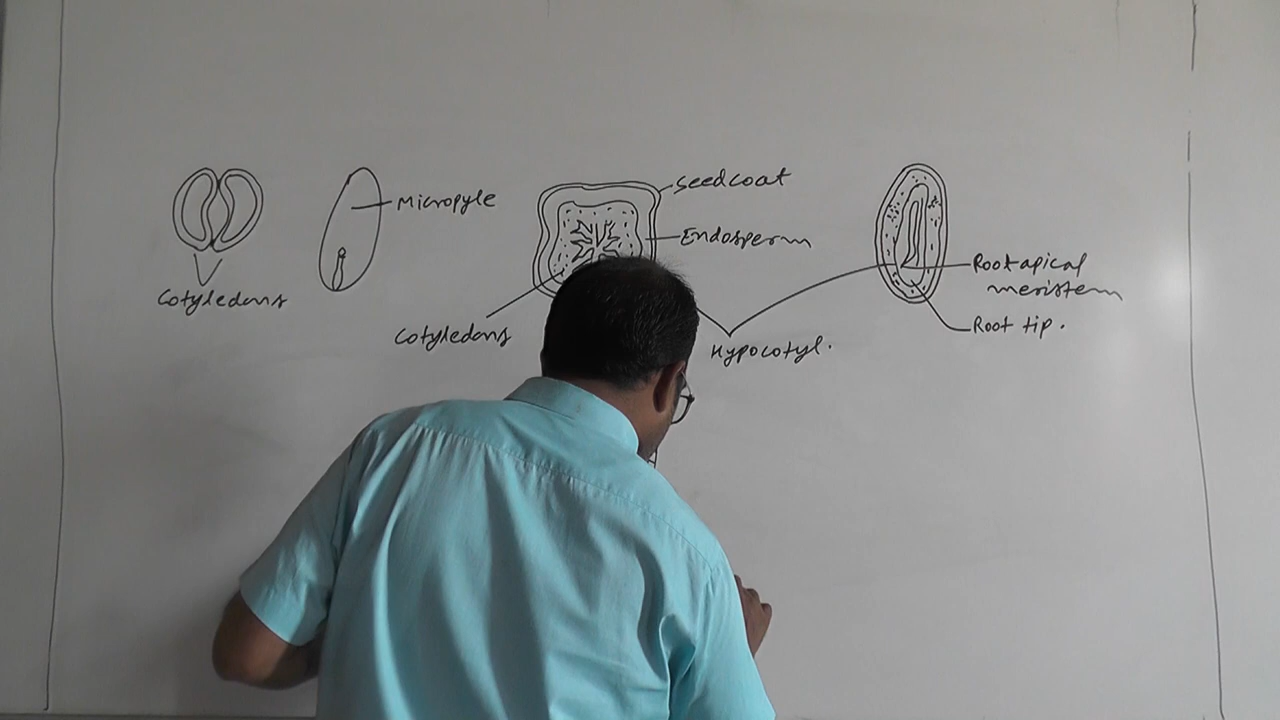 Cotyledons
Micropyle
Seedcoat
Endosperm
Cotyledons
Hypocotyl.
Root apical
meristem
Root tip.